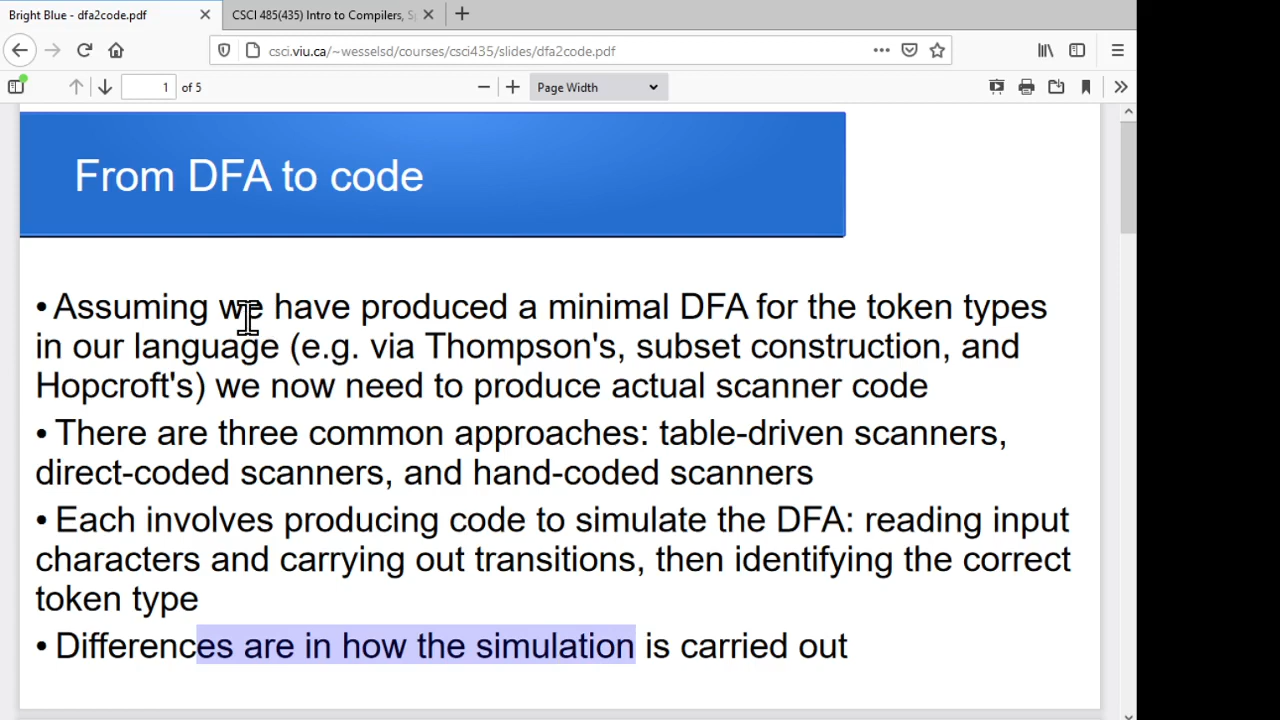 Bright Blue - dfa2code.pdf
CSCI 485(435) Intro to Compilers, S
csci.viu.ca/~wesselsd/courses/csci435/slides/dfa2code.pdf
1 of 5
Page Width
From DFA to code
• Assuming we have produced a minimal DFA for the token types
in our language (e.g. via Thompson's, subset construction, and
Hopcroft's) we now need to produce actual scanner code
• There are three common approaches: table-driven scanners,
direct-coded scanners, and hand-coded scanners
• Each involves producing code to simulate the DFA: reading input
characters and carrying out transitions, then identifying the correct
token type
• Differences are in how the simulation is carried out